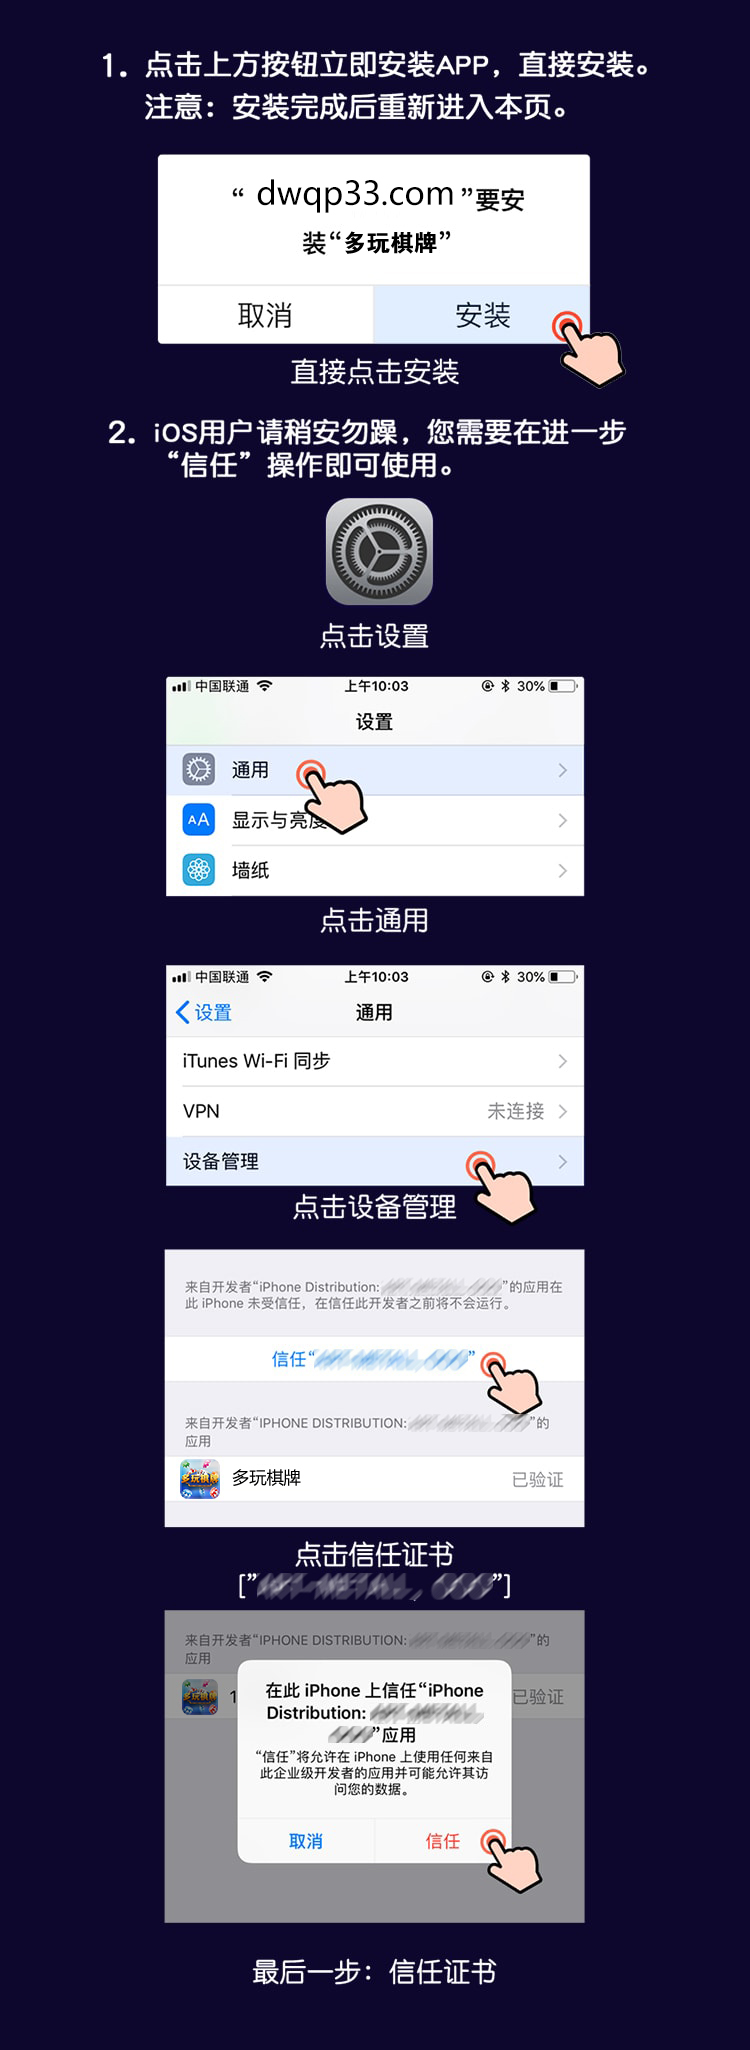 1. 点击上方按钮立即安装APP，直接安装。
注意：安装完成后重新进入本页。
“ dwqp33.com ”要安
装“多玩棋牌”
取消 安装
直接点击安装
2. iOS用户请稍安勿躁，您需要在进一步
“信任”操作即可使用。
点击设置
中国联通 上午10:03 30%
设置
通用
AA 显示与亮度
墙纸
点击通用
中国联通 上午10:03 30%
设置 通用
iTunes Wi-Fi 同步
VPN 未连接
设备管理
点击设备管理
来自开发者“iPhone Distribution: ”的应用在
此 iPhone 未受信任，在信任此开发者之前将不会运行。
信任“ ”
来自开发者“IPHONE DISTRIBUTION: ”的
应用
多玩棋牌 多玩棋牌 已验证
点击信任证书
[” ”]
来自开发者“IPHONE DISTRIBUTION: ”的
应用
多玩棋牌 1 已验证
在此 iPhone 上信任“iPhone
Distribution:
”应用
“信任”将允许在 iPhone 上使用任何来自
此企业级开发者的应用并可能允许其访
问您的数据。
取消 信任
最后一步：信任证书